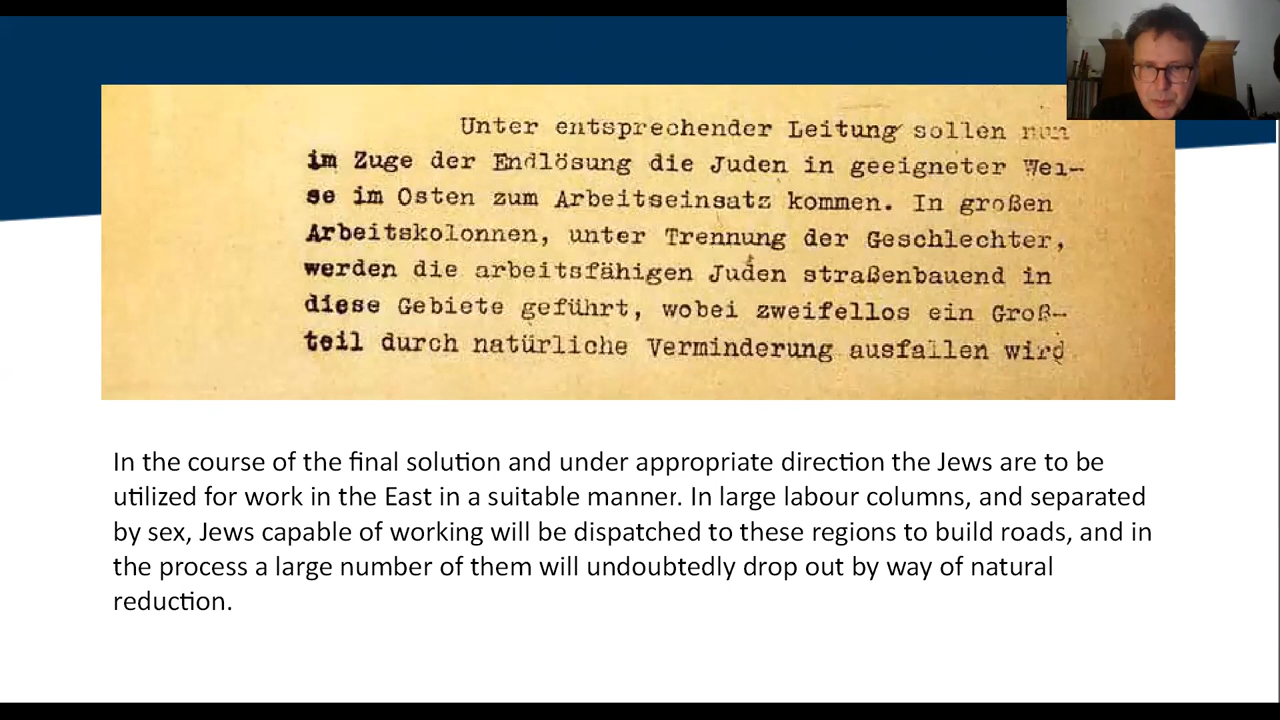 Unter entsprechender Leitung sollen nun
im Zuge der Endlösung die Juden in geeigneter Wei-
se im Osten zum Arbeitseinsatz kommen. In großen
Arbeitskolonnen, unter Trennung der Geschlechter,
werden die arbeitsfähigen Juden straßenbauend in
diese Gebiete geführt, wobei zweifellos ein Groß-
teil durch natürliche Verminderung ausfallen wird
In the course of the final solution and under appropriate direction the Jews are to be
utilized for work in the East in a suitable manner. In large labour columns, and separated
by sex, Jews capable of working will be dispatched to these regions to build roads, and in
the process a large number of them will undoubtedly drop out by way of natural
reduction.